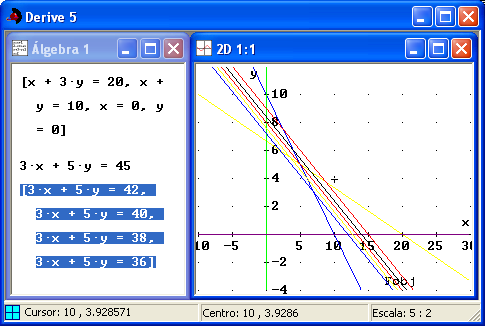 Derive 5
Álgebra 1
[x + 3·y = 20, x +
y = 10, x = 0, y
= 0]
3·x + 5·y = 45
[3·x + 5·y = 42,
3·x + 5·y = 40,
3·x + 5·y = 38,
3·x + 5·y = 36]
2D 1:1
y
10
8
6
4
2
x
10 -5 5 10 15 20 25 30
-2
-4
fobj
Cursor: 10 , 3.928571
Centro: 10 , 3.9286
Escala: 5 : 2